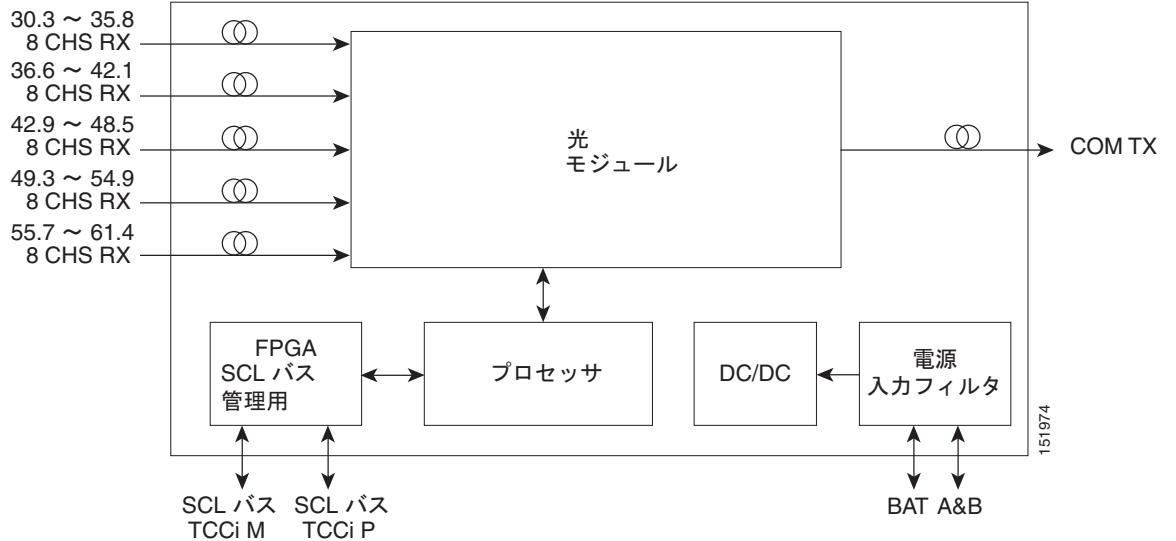 30.3 ～ 35.8
8 CHS RX
36.6 ～ 42.1
8 CHS RX
42.9 ～ 48.5
8 CHS RX
49.3 ～ 54.9
8 CHS RX
55.7 ～ 61.4
8 CHS RX
光
モジュール
COM TX
FPGA
SCL バス
管理用
プロセッサ
DC/DC
電源
入力フィルタ
151974
SCL バス
TCCi M
SCL バス
TCCi P
BAT A&B